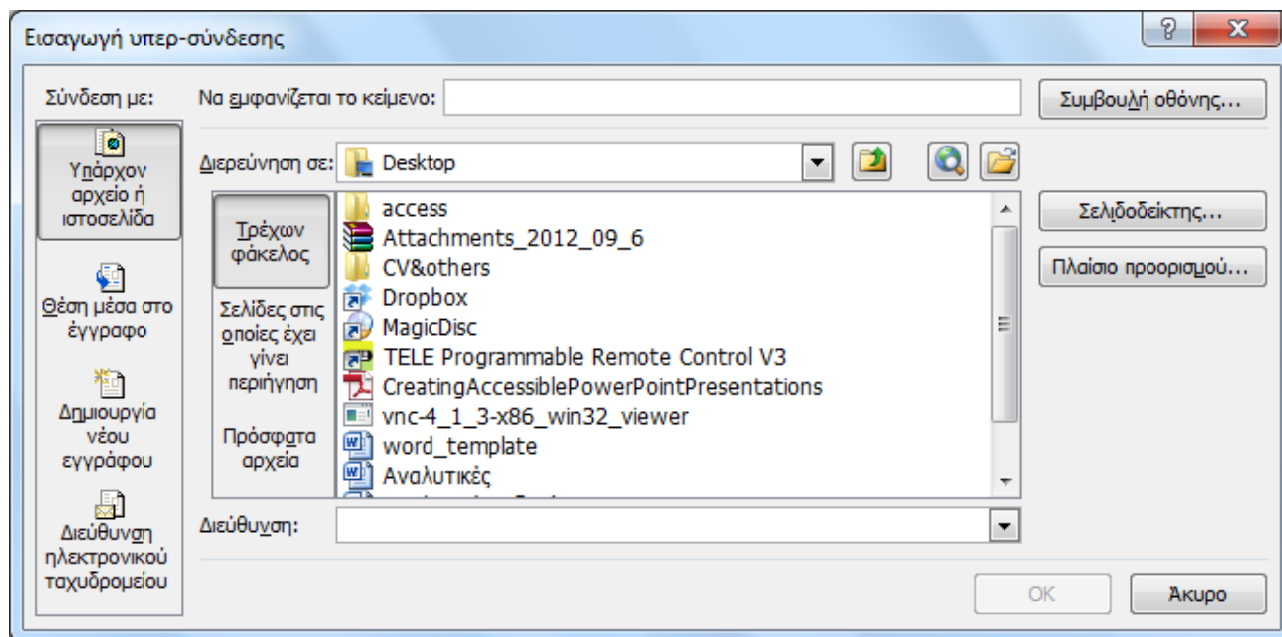 Εισαγωγή υπερ-σύνδεσης
Σύνδεση με:
Να εμφανίζεται το κείμενο:
Συμβουλή οθόνης...
Υπάρχον
αρχείο ή
ιστοσελίδα
Θέση μέσα στο
έγγραφο
Δημιουργία
νέου
εγγράφου
Διεύθυνση
ηλεκτρονικού
ταχυδρομείου
Διερεύνηση σε:
Desktop
Τρέχων
φάκελος
Σελίδες στις
οποίες έχει
γίνει
περιήγηση
Πρόσφατα
αρχεία
access
Attachments_2012_09_6
CV&others
Dropbox
MagicDisc
TELE Programmable Remote Control V3
CreatingAccessiblePowerPointPresentations
vnc-4_1_3-x86_win32_viewer
word_template
Αναλυτικές
Σελιδοδείκτης...
Πλαίσιο προορισμού...
Διεύθυνση:
OK
Άκυρο